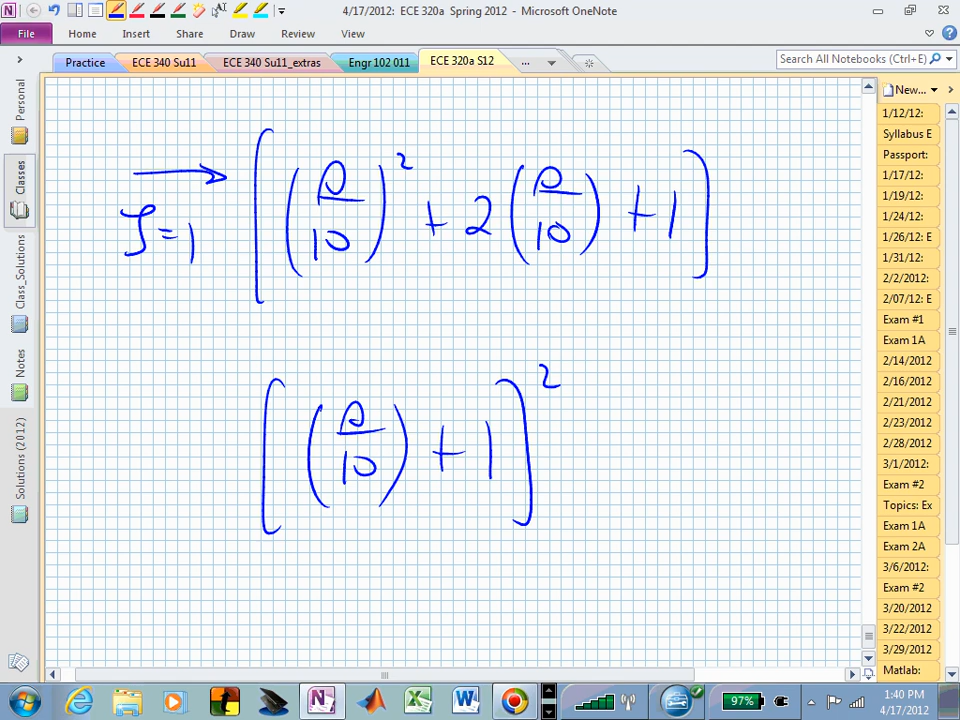 4/17/2012: ECE 320a Spring 2012 - Microsoft OneNote
File Home Insert Share Draw Review View
Practice ECE 340 Su11 ECE 340 Su11_extras Engr 102 011 ECE 320a S12 ... Search All Notebooks (Ctrl+E)
Personal
Classes
Class_Solutions
Notes
Solutions (2012)
New...
1/12/12:
Syllabus E
Passport:
1/17/12:
1/19/12:
1/24/12:
1/26/12: E
1/31/12:
2/2/2012:
2/07/12: E
Exam #1
Exam 1A
2/14/2012
2/16/2012
2/21/2012
2/23/2012
2/28/2012
3/1/2012:
Exam #2
Topics: Ex
Exam 1A
Exam 2A
3/6/2012:
Exam #2
3/20/2012
3/22/2012
3/29/2012
Matlab:
→ ζ=1 [(s/10)² + 2(s/10) + 1]
[(s/10) + 1]²
97%
1:40 PM
4/17/2012